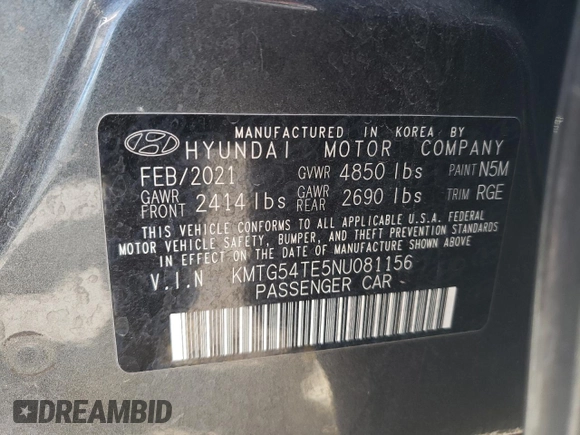 MANUFACTURED IN KOREA BY
HYUNDAI MOTOR COMPANY
FEB/2021 GVWR 4850 lbs PAINT N5M
GAWR FRONT 2414 lbs GAWR REAR 2690 lbs TRIM RGE
THIS VEHICLE CONFORMS TO ALL APPLICABLE U.S.A. FEDERAL
MOTOR VEHICLE SAFETY, BUMPER, AND THEFT PREVENTION STANDARDS
IN EFFECT ON THE DATE OF MANUFACTURE SHOWN ABOVE.
V.I.N KMTG54TE5NU081156
PASSENGER CAR
DREAMBID